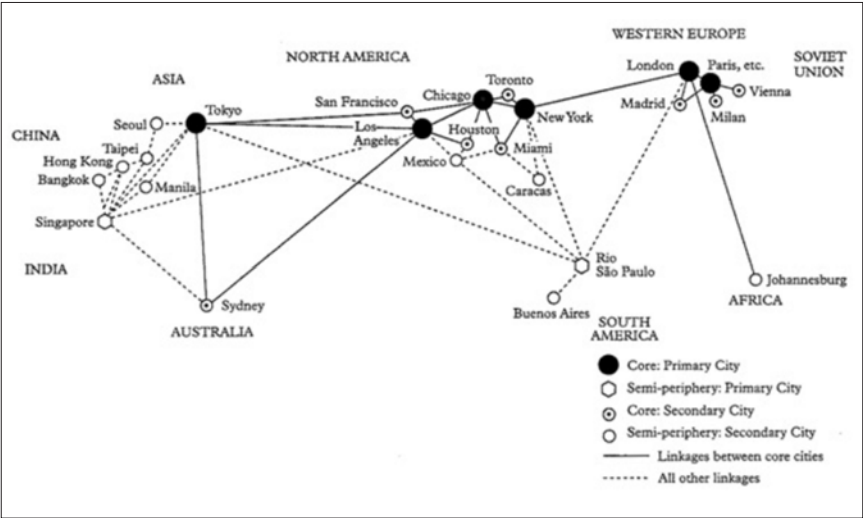 WESTERN EUROPE
NORTH AMERICA
SOVIET
UNION
ASIA
London
Paris, etc.
Toronto
Chicago
Vienna
San Francisco
Madrid
Tokyo
New York
Milan
Seoul
Los
Angeles
Houston
CHINA
Taipei
Miami
Hong Kong
Mexico
Bangkok
Manila
Caracas
Singapore
Rio
São Paulo
INDIA
Johannesburg
Sydney
AFRICA
Buenos Aires
AUSTRALIA
SOUTH
AMERICA
Core: Primary City
Semi-periphery: Primary City
Core: Secondary City
Semi-periphery: Secondary City
Linkages between core cities
All other linkages